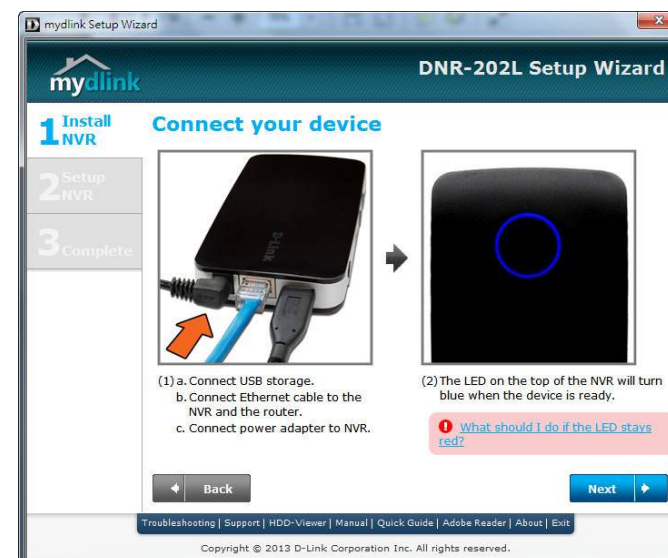 mydlink Setup Wizard
mydlink
DNR-202L Setup Wizard
1 Install
NVR
2 Setup
NVR
3 Complete
Connect your device
D-Link
(1) a. Connect USB storage.
b. Connect Ethernet cable to the
NVR and the router.
c. Connect power adapter to NVR.
(2) The LED on the top of the NVR will turn
blue when the device is ready.
What should I do if the LED stays
red?
Back
Next
Troubleshooting | Support | HDD-Viewer | Manual | Quick Guide | Adobe Reader | About | Exit
Copyright © 2013 D-Link Corporation Inc. All rights reserved.